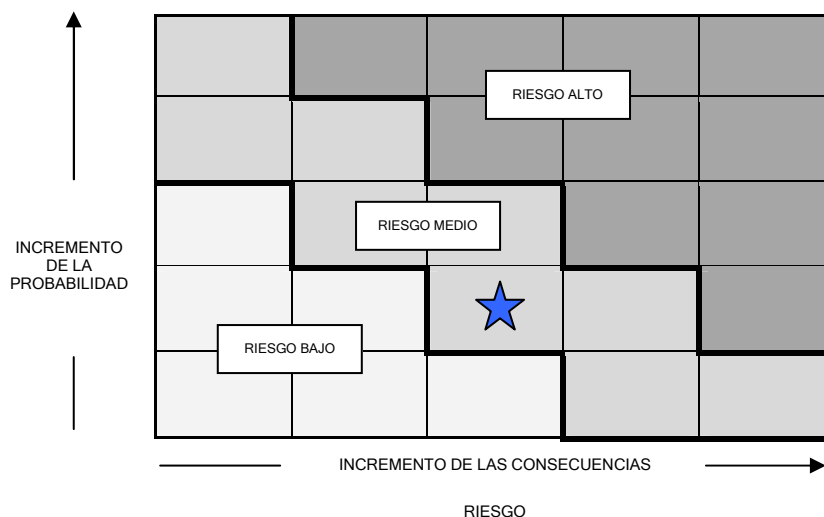 RIESGO ALTO
RIESGO MEDIO
INCREMENTO
DE LA
PROBABILIDAD
RIESGO BAJO
INCREMENTO DE LAS CONSECUENCIAS
RIESGO